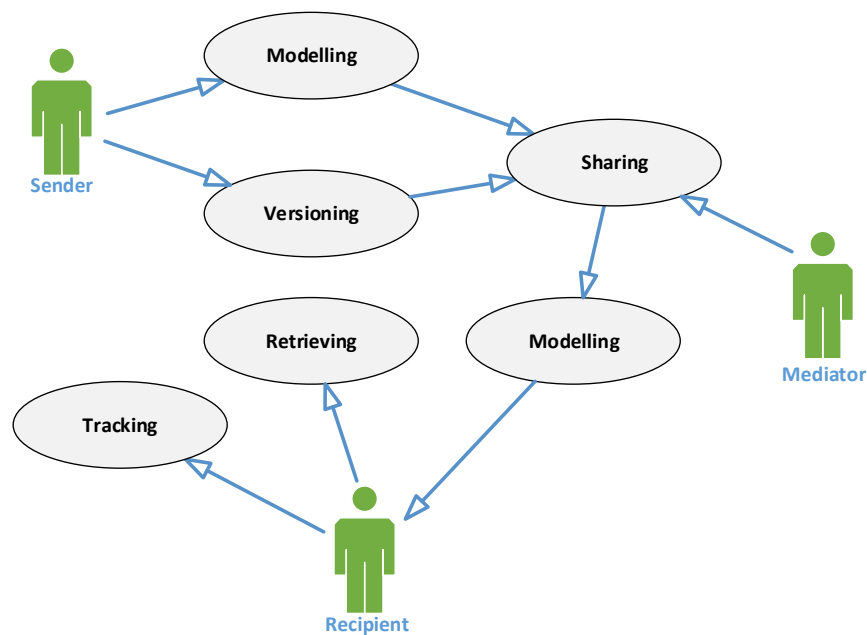 Modelling
Sender
Sharing
Versioning
Retrieving
Modelling
Mediator
Tracking
Recipient